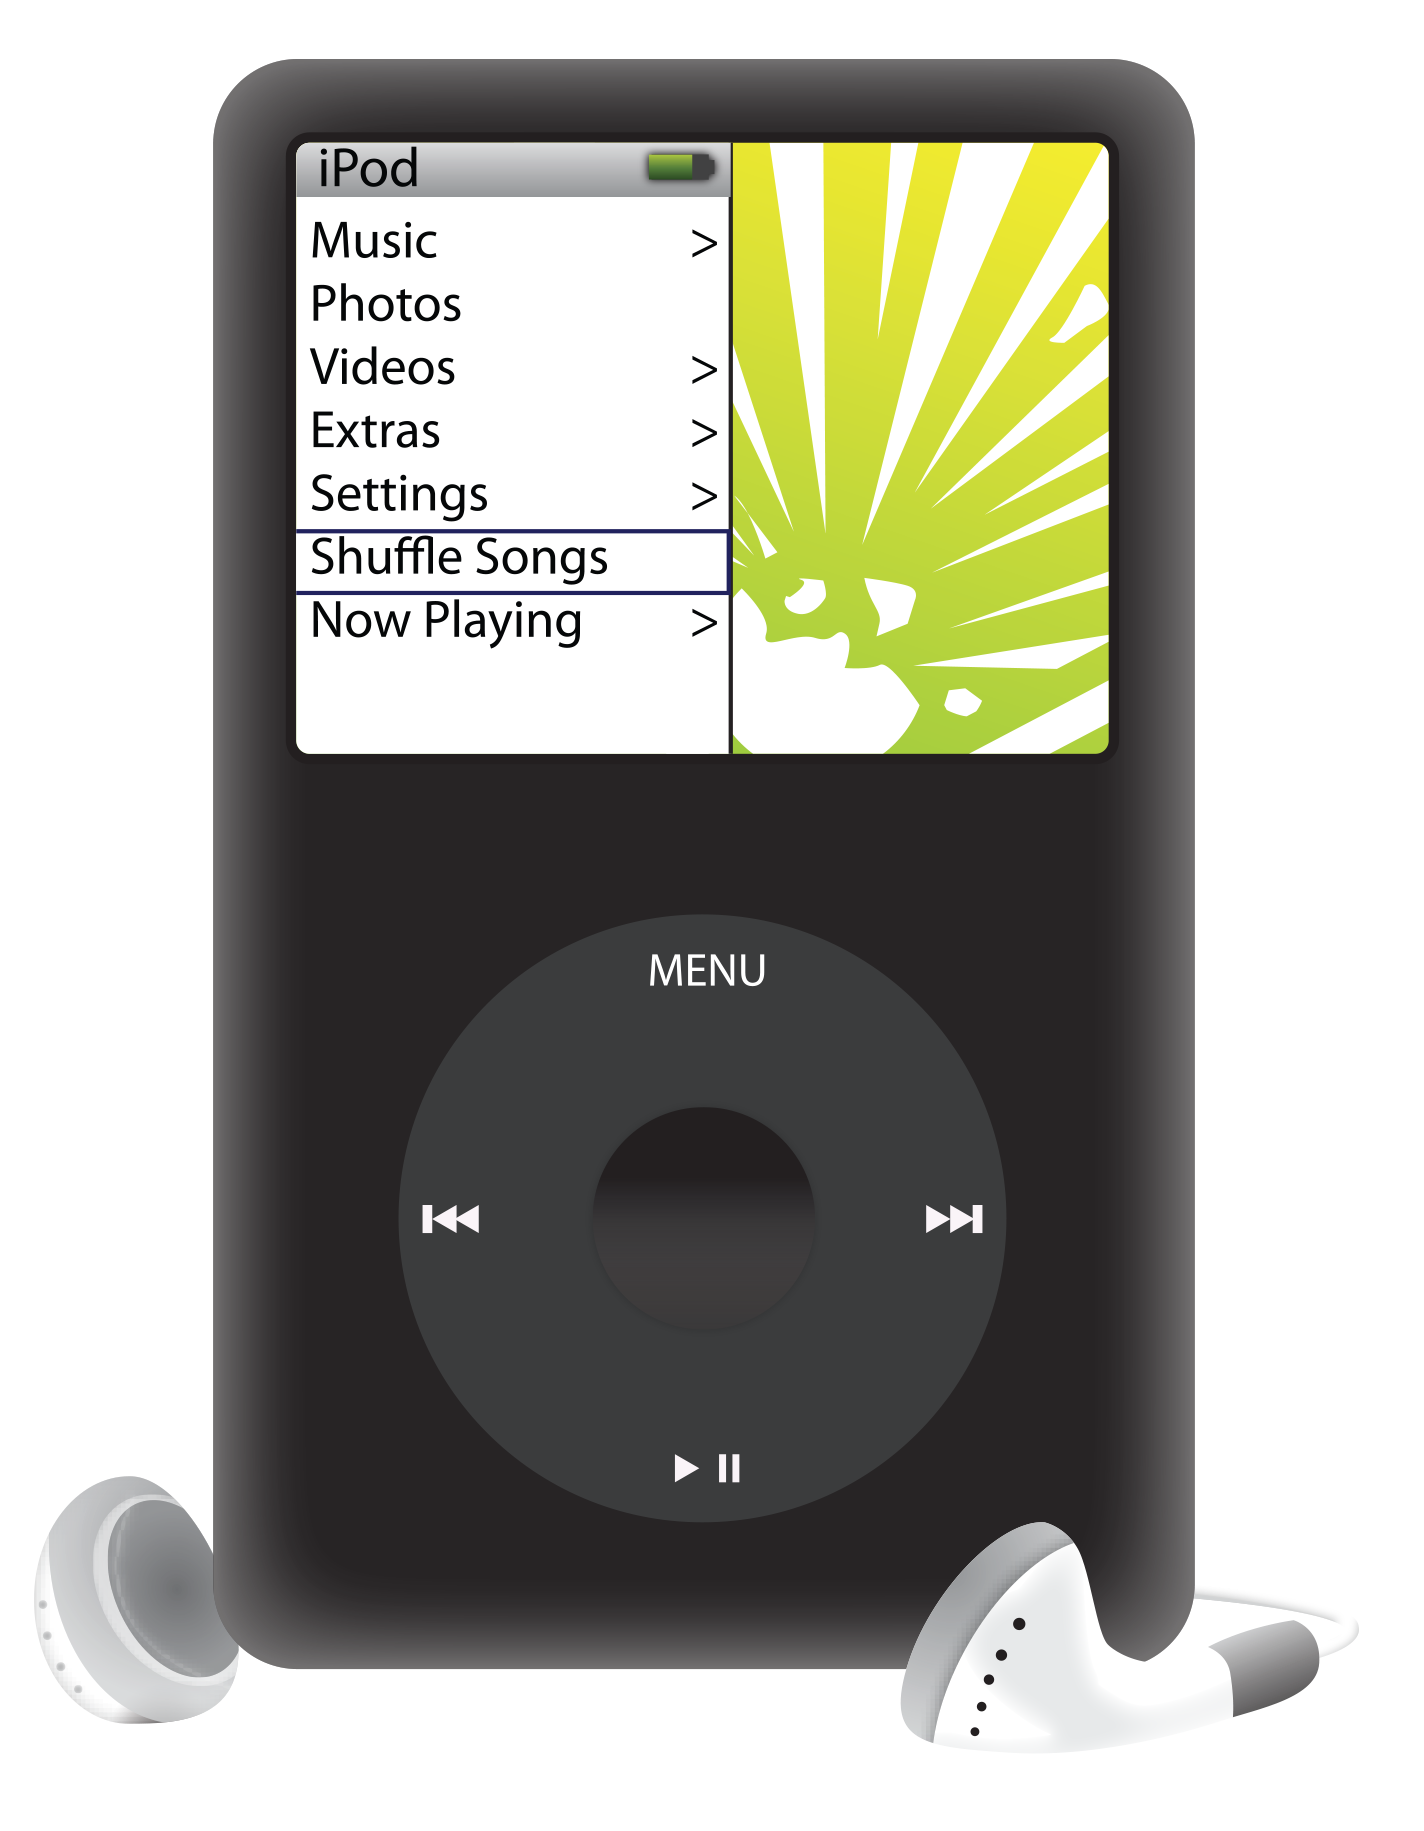 iPod
Music >
Photos
Videos >
Extras >
Settings >
Shuffle Songs
Now Playing >
MENU